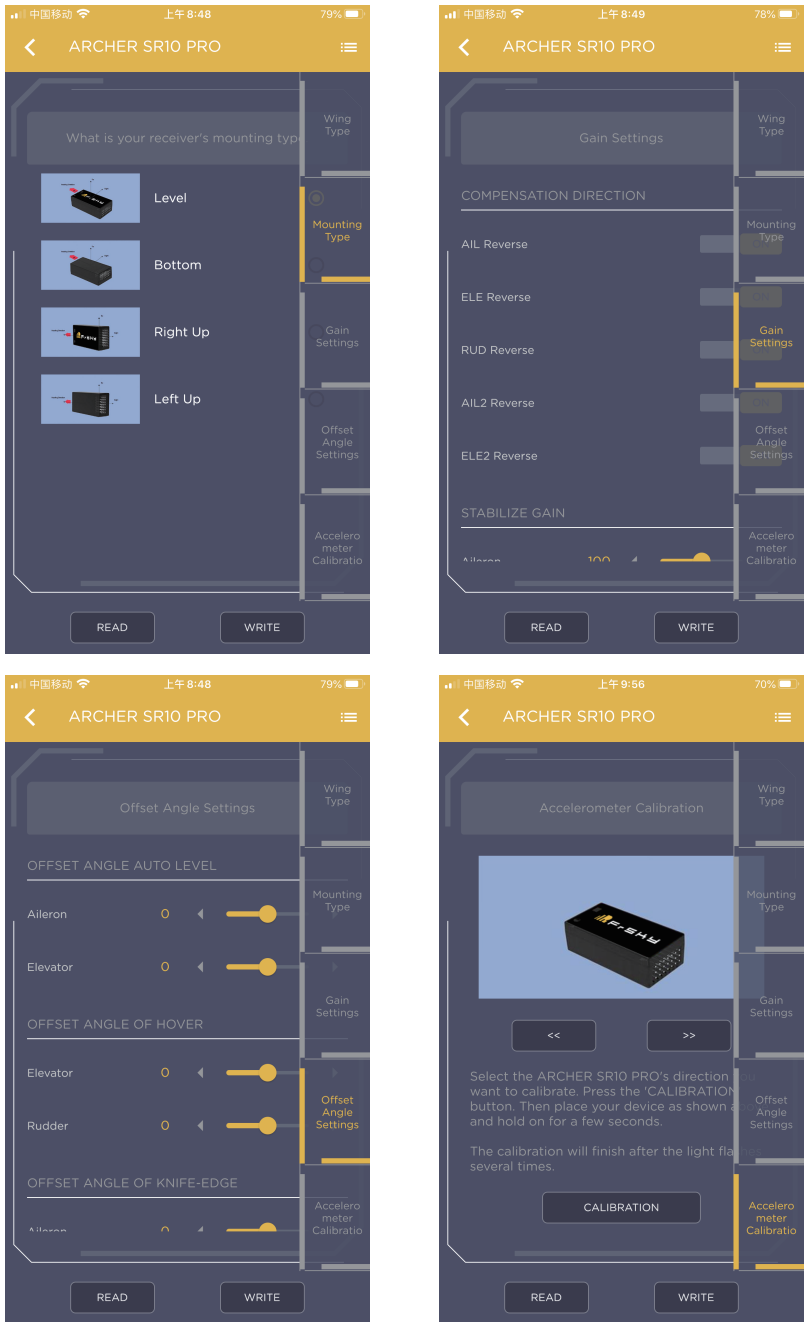 中国移动 上午8:48 79%
ARCHER SR10 PRO
What is your receiver's mounting typ
Level
Bottom
Right Up
Left Up
Wing
Type
Mounting
Type
Gain
Settings
Offset
Angle
Settings
Accelero
meter
Calibratio
READ WRITE
中国移动 上午8:49 78%
ARCHER SR10 PRO
Gain Settings
COMPENSATION DIRECTION
AIL Reverse
ELE Reverse ON
RUD Reverse
AIL2 Reverse ON
ELE2 Reverse
STABILIZE GAIN
Aileron 100
Wing
Type
Mounting
Type
Gain
Settings
Offset
Angle
Settings
Accelero
meter
Calibratio
READ WRITE
中国移动 上午8:48 79%
ARCHER SR10 PRO
Offset Angle Settings
OFFSET ANGLE AUTO LEVEL
Aileron 0
Elevator 0
OFFSET ANGLE OF HOVER
Elevator 0
Rudder 0
OFFSET ANGLE OF KNIFE-EDGE
Aileron 0
Wing
Type
Mounting
Type
Gain
Settings
Offset
Angle
Settings
Accelero
meter
Calibratio
READ WRITE
中国移动 上午9:56 70%
ARCHER SR10 PRO
Accelerometer Calibration
FrSKY
<< >>
Select the ARCHER SR10 PRO's direction you
want to calibrate. Press the 'CALIBRATION
button. Then place your device as shown
and hold on for a few seconds.
The calibration will finish after the light flashes
several times.
CALIBRATION
Wing
Type
Mounting
Type
Gain
Settings
Offset
Angle
Settings
Accelero
meter
Calibratio
READ WRITE